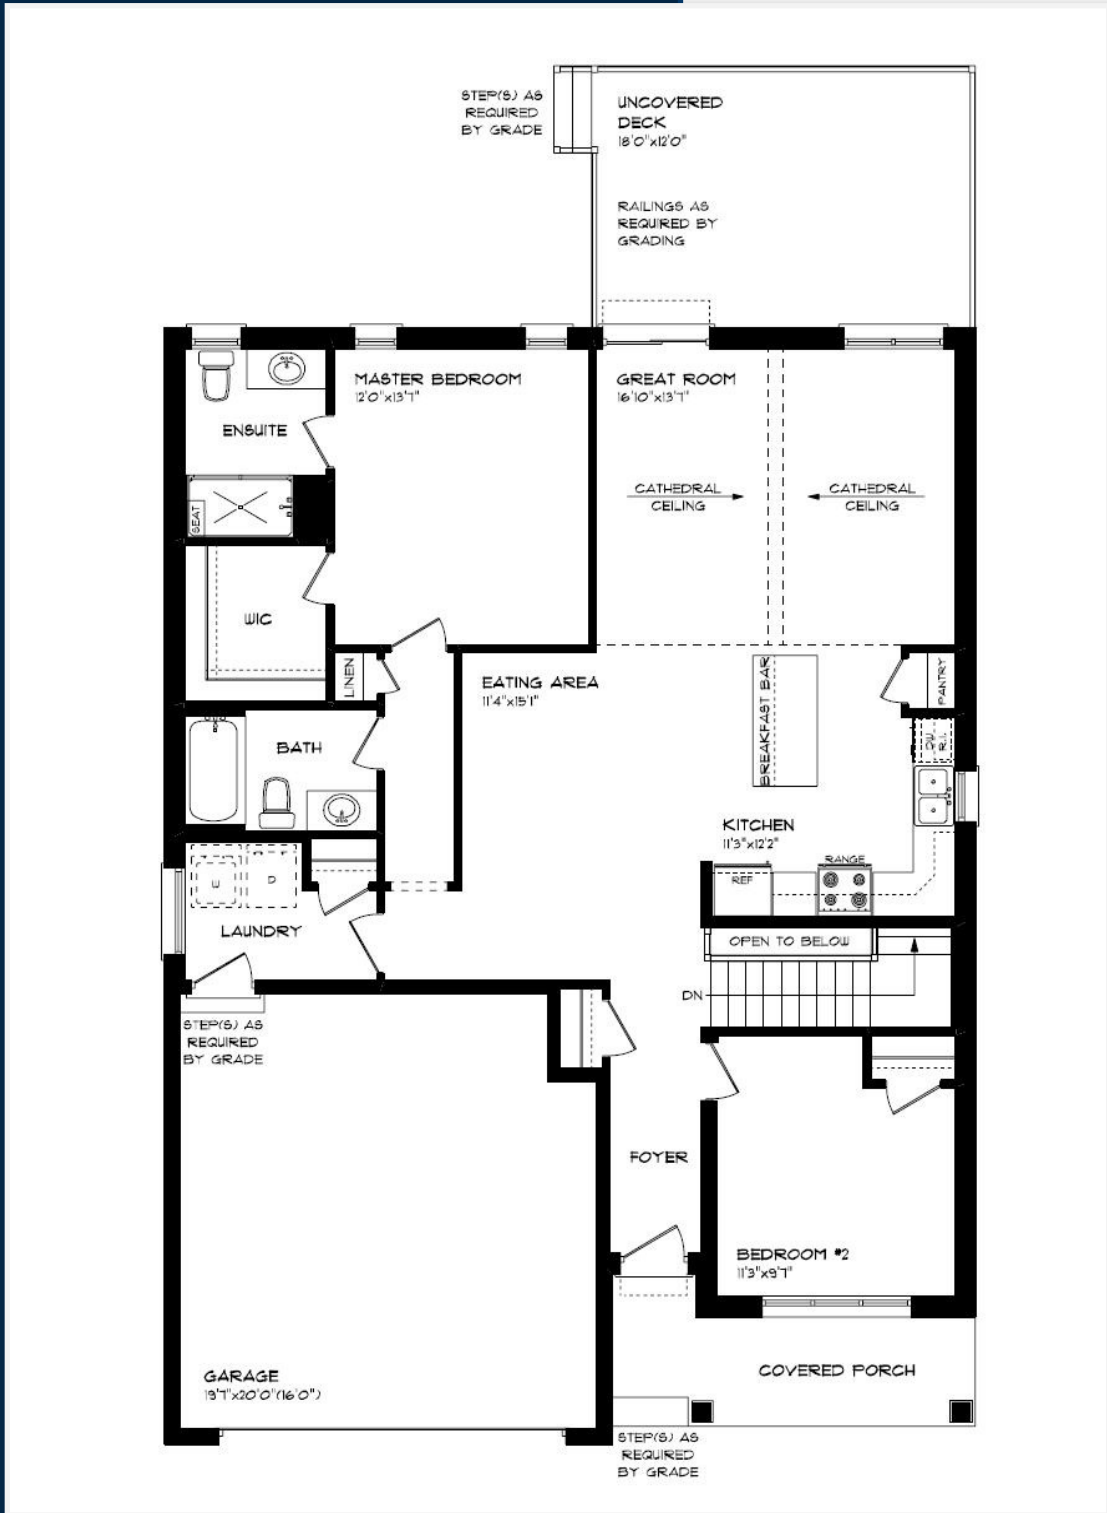 STEP(S) AS
REQUIRED
BY GRADE
UNCOVERED
DECK
18'0"x12'0"
RAILINGS AS
REQUIRED BY
GRADING
MASTER BEDROOM
12'0"x13'7"
GREAT ROOM
16'10"x13'7"
ENSUITE
CATHEDRAL
CEILING
CATHEDRAL
CEILING
SEAT
WIC
LINEN
EATING AREA
11'4"x15'1"
BREAKFAST BAR
PANTRY
BATH
DW
R.I.
KITCHEN
11'3"x12'2"
RANGE
REF
D
LAUNDRY
OPEN TO BELOW
DN
STEP(S) AS
REQUIRED
BY GRADE
FOYER
BEDROOM #2
11'3"x9'7"
GARAGE
19'7"x20'0"(16'0")
COVERED PORCH
STEP(S) AS
REQUIRED
BY GRADE